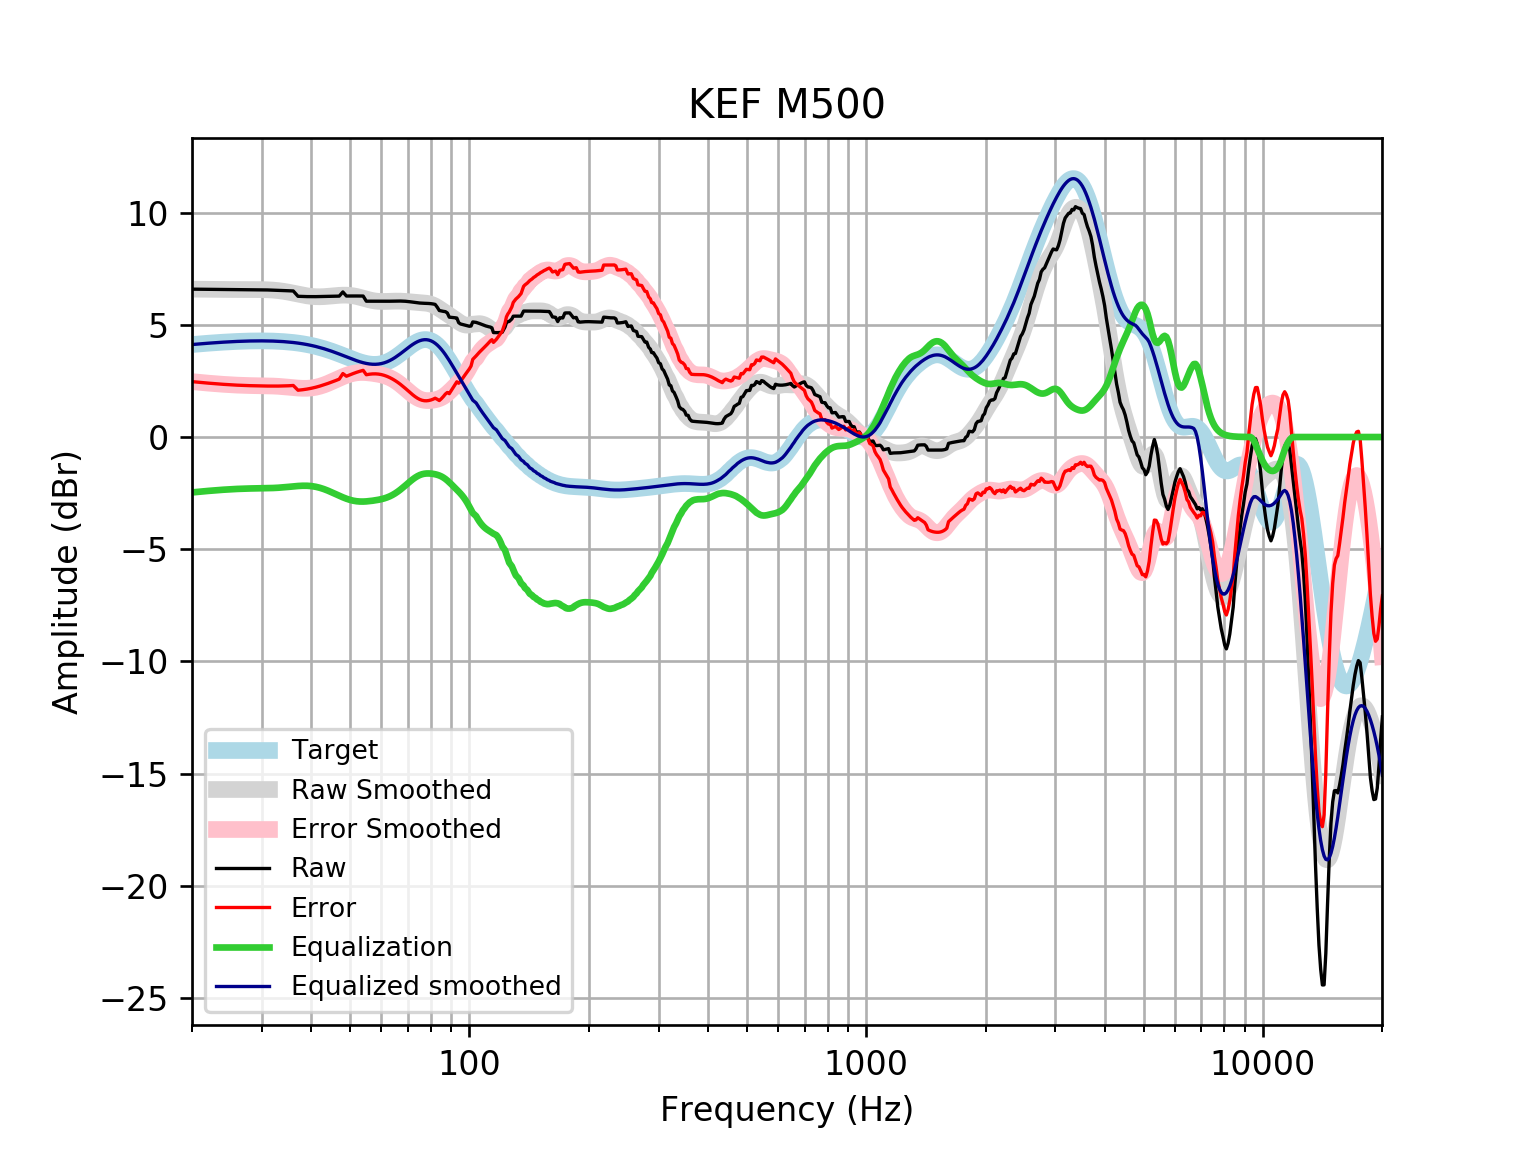 KEF M500
10
5
0
−5
−10
−15
−20
−25
Amplitude (dBr)
Target
Raw Smoothed
Error Smoothed
Raw
Error
Equalization
Equalized smoothed
100 1000 10000
Frequency (Hz)